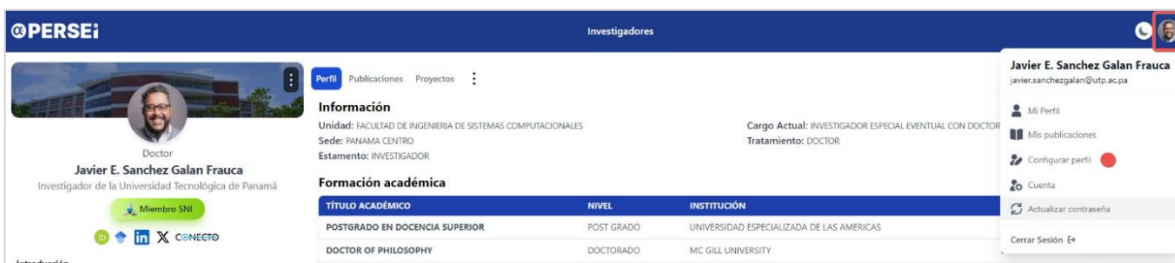 PERSEi
Investigadores
Doctor
Javier E. Sanchez Galan Frauca
Investigador de la Universidad Tecnológica de Panamá
Miembro SNI
iD in X CONECTO
Introducción
Perfil Publicaciones Proyectos
Información
Unidad: FACULTAD DE INGENIERIA DE SISTEMAS COMPUTACIONALES
Sede: PANAMA CENTRO
Estamento: INVESTIGADOR
Cargo Actual: INVESTIGADOR ESPECIAL EVENTUAL CON DOCTOR
Tratamiento: DOCTOR
Formación académica
TÍTULO ACADÉMICO NIVEL INSTITUCIÓN
POSTGRADO EN DOCENCIA SUPERIOR POST GRADO UNIVERSIDAD ESPECIALIZADA DE LAS AMERICAS
DOCTOR OF PHILOSOPHY DOCTORADO MC GILL UNIVERSITY
Javier E. Sanchez Galan Frauca
javier.sanchezgalan@utp.ac.pa
Mi Perfil
Mis publicaciones
Configurar perfil
Cuenta
Actualizar contraseña
Cerrar Sesión